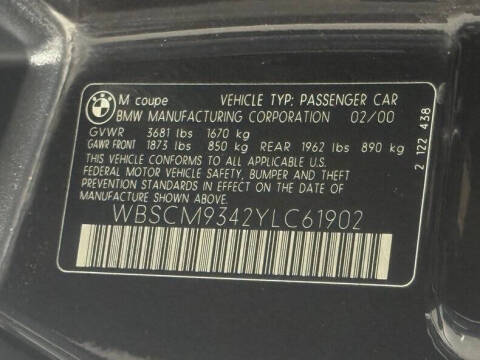 BMW M coupe VEHICLE TYP: PASSENGER CAR
BMW MANUFACTURING CORPORATION 02/00
GVWR 3681 lbs 1670 kg
GAWR FRONT 1873 lbs 850 kg REAR 1962 lbs 890 kg
THIS VEHICLE CONFORMS TO ALL APPLICABLE U.S.
FEDERAL MOTOR VEHICLE SAFETY, BUMPER AND THEFT
PREVENTION STANDARDS IN EFFECT ON THE DATE OF
MANUFACTURE SHOWN ABOVE.
WBSCM9342YLC61902
2 122 438